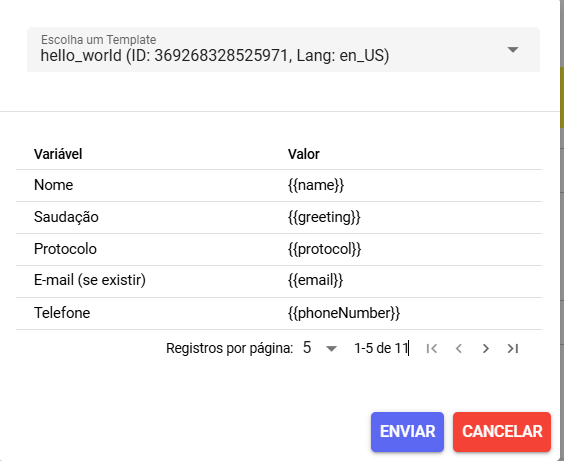 Escolha um Template
hello_world (ID: 369268328525971, Lang: en_US)
Variável Valor
Nome {{name}}
Saudação {{greeting}}
Protocolo {{protocol}}
E-mail (se existir) {{email}}
Telefone {{phoneNumber}}
Registros por página: 5 1-5 de 11
ENVIAR CANCELAR